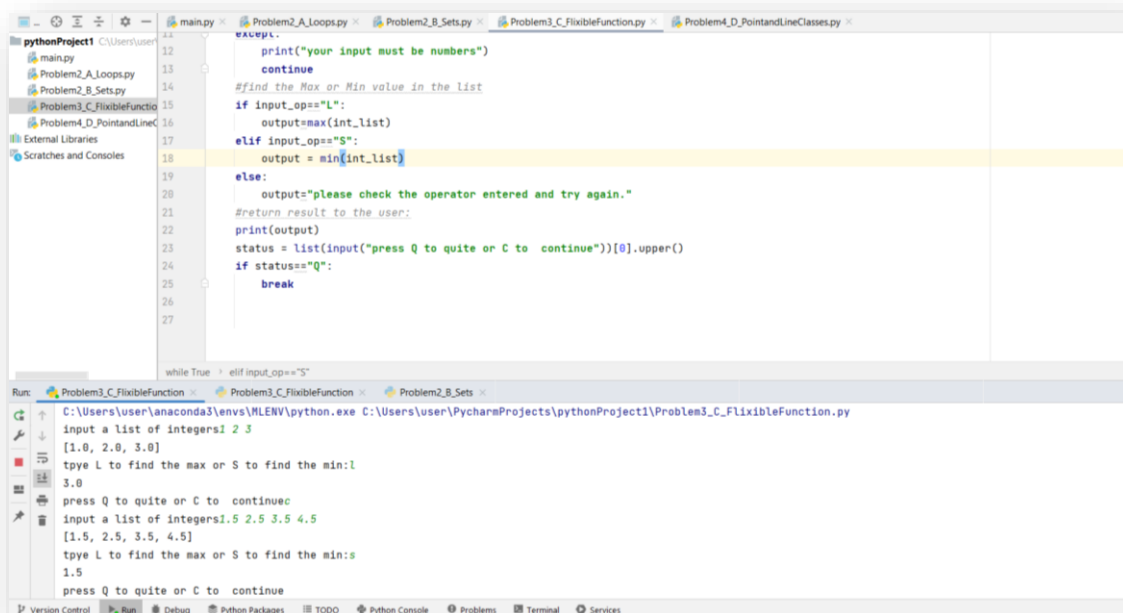 main.py
Problem2_A_Loops.py
Problem2_B_Sets.py
Problem3_C_FlixibleFunction.py
Problem4_D_PointandLineClasses.py
pythonProject1 C:\Users\user\
main.py
Problem2_A_Loops.py
Problem2_B_Sets.py
Problem3_C_FlixibleFunctio
Problem4_D_PointandLineC
External Libraries
Scratches and Consoles
11 except:
12 print("your input must be numbers")
13 continue
14 #find the Max or Min value in the list
15 if input_op=="L":
16 output=max(int_list)
17 elif input_op=="S":
18 output = min(int_list)
19 else:
20 output="please check the operator entered and try again."
21 #return result to the user:
22 print(output)
23 status = list(input("press Q to quite or C to  continue"))[0].upper()
24 if status=="Q":
25 break
26
27
while True › elif input_op=="S"
Run: Problem3_C_FlixibleFunction Problem3_C_FlixibleFunction Problem2_B_Sets
C:\Users\user\anaconda3\envs\MLENV\python.exe C:\Users\user\PycharmProjects\pythonProject1\Problem3_C_FlixibleFunction.py
input a list of integers1 2 3
[1.0, 2.0, 3.0]
tpye L to find the max or S to find the min:l
3.0
press Q to quite or C to  continuec
input a list of integers1.5 2.5 3.5 4.5
[1.5, 2.5, 3.5, 4.5]
tpye L to find the max or S to find the min:s
1.5
press Q to quite or C to  continue
Version Control Run Debug Python Packages TODO Python Console Problems Terminal Services